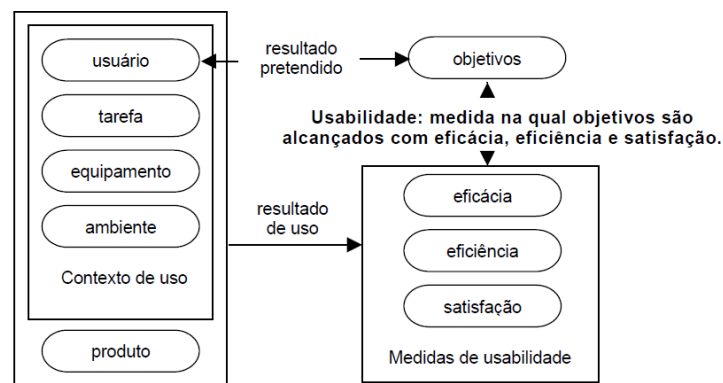 usuário
tarefa
equipamento
ambiente
Contexto de uso
produto
resultado
pretendido
objetivos
Usabilidade: medida na qual objetivos são
alcançados com eficácia, eficiência e satisfação.
resultado
de uso
eficácia
eficiência
satisfação
Medidas de usabilidade